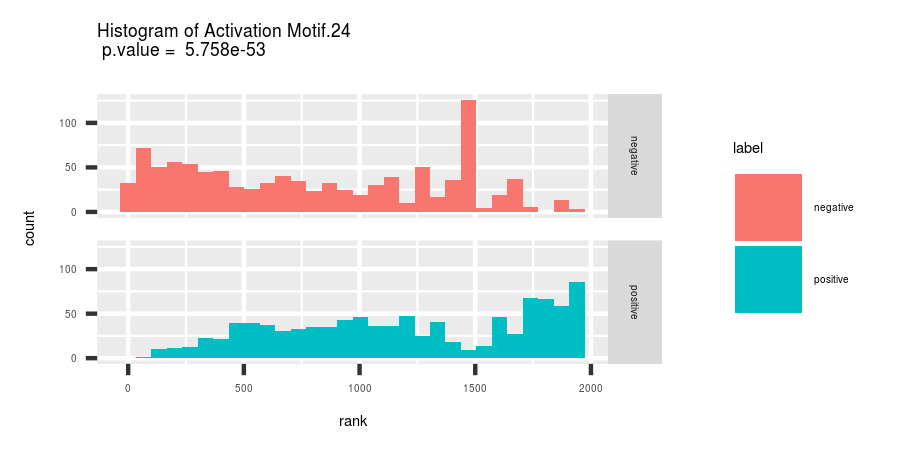 Histogram of Activation Motif.24
p.value = 5.758e-53
count
100
50
0
negative
100
50
0
positive
0 500 1000 1500 2000
rank
label
negative
positive